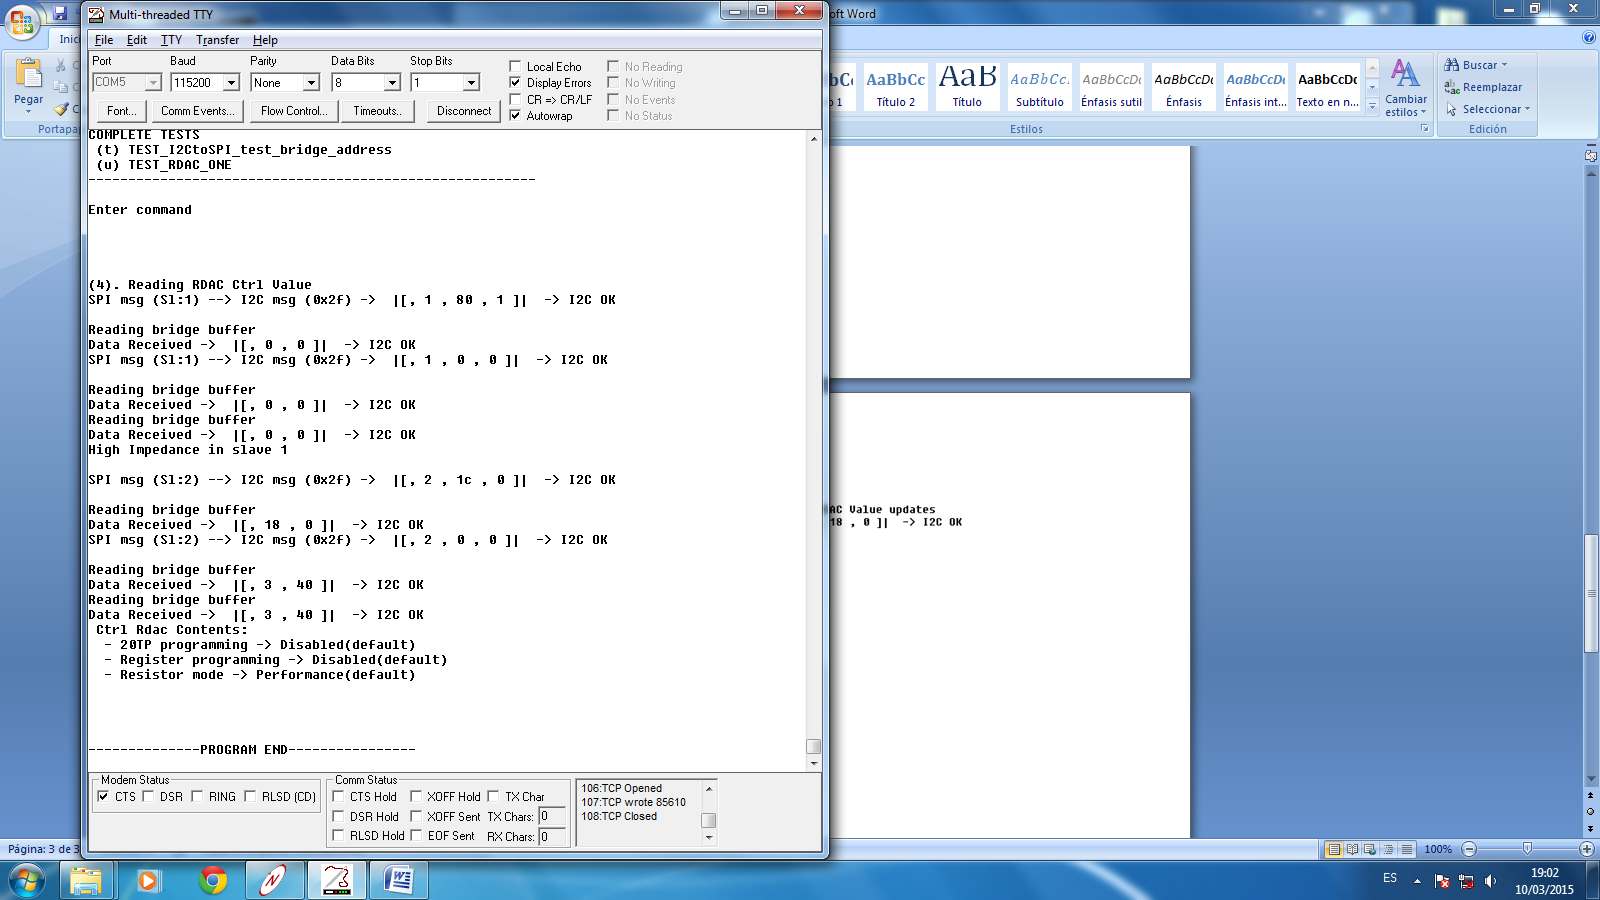 Multi-threaded TTY
File Edit TTY Transfer Help
Port Baud Parity Data Bits Stop Bits
COM5 115200 None 8 1
Font... Comm Events... Flow Control... Timeouts.. Disconnect
Local Echo No Reading
Display Errors No Writing
CR => CR/LF No Events
Autowrap No Status
COMPLETE TESTS
(t) TEST_I2CtoSPI_test_bridge_address
(u) TEST_RDAC_ONE
--------------------------------------------------------
Enter command
(4). Reading RDAC Ctrl Value
SPI msg (Sl:1) --> I2C msg (0x2f) -> |[, 1 , 80 , 1 ]| -> I2C OK
Reading bridge buffer
Data Received -> |[, 0 , 0 ]| -> I2C OK
SPI msg (Sl:1) --> I2C msg (0x2f) -> |[, 1 , 0 , 0 ]| -> I2C OK
Reading bridge buffer
Data Received -> |[, 0 , 0 ]| -> I2C OK
Reading bridge buffer
Data Received -> |[, 0 , 0 ]| -> I2C OK
High Impedance in slave 1
SPI msg (Sl:2) --> I2C msg (0x2f) -> |[, 2 , 1c , 0 ]| -> I2C OK
Reading bridge buffer
Data Received -> |[, 18 , 0 ]| -> I2C OK
SPI msg (Sl:2) --> I2C msg (0x2f) -> |[, 2 , 0 , 0 ]| -> I2C OK
Reading bridge buffer
Data Received -> |[, 3 , 40 ]| -> I2C OK
Reading bridge buffer
Data Received -> |[, 3 , 40 ]| -> I2C OK
Ctrl Rdac Contents:
- 20TP programming -> Disabled(default)
- Register programming -> Disabled(default)
- Resistor mode -> Performance(default)
--------------PROGRAM END----------------
Modem Status
CTS DSR RING RLSD (CD)
Comm Status
CTS Hold XOFF Hold TX Char
DSR Hold XOFF Sent TX Chars: 0
RLSD Hold EOF Sent RX Chars: 0
106:TCP Opened
107:TCP wrote 85610
108:TCP Closed
oft Word
Inici
Pegar
Portapa
AaBbCc AaB AaBbCc. AaBbCcDc AaBbCcDc AaBbCcDc AaBbCcDc
o 1 Título 2 Título Subtítulo Énfasis sutil Énfasis Énfasis int... Texto en n...
Estilos
Cambiar estilos
Buscar
Reemplazar
Seleccionar
Edición
AC Value updates
18 , 0 ]| -> I2C OK
Página: 3 de 3
100%
ES
19:02
10/03/2015